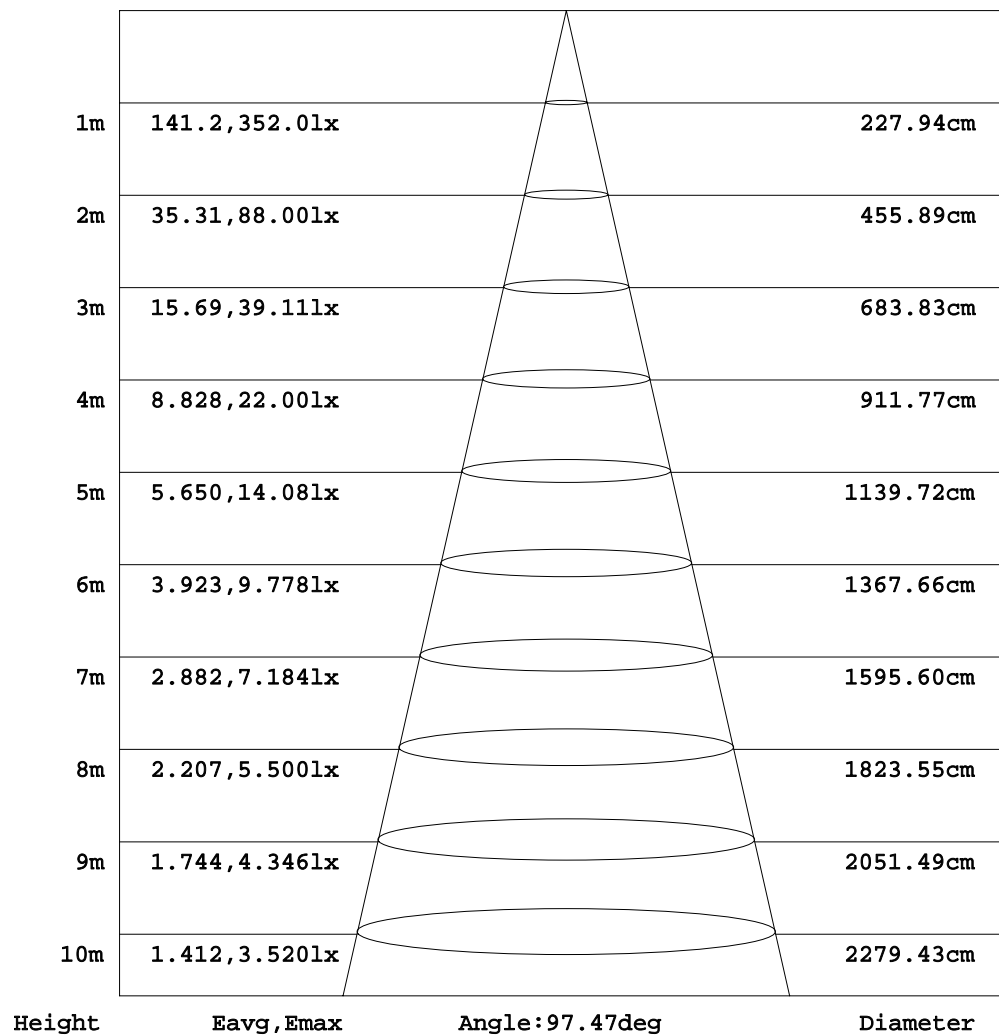 1m 141.2,352.0lx 227.94cm
2m 35.31,88.00lx 455.89cm
3m 15.69,39.11lx 683.83cm
4m 8.828,22.00lx 911.77cm
5m 5.650,14.08lx 1139.72cm
6m 3.923,9.778lx 1367.66cm
7m 2.882,7.184lx 1595.60cm
8m 2.207,5.500lx 1823.55cm
9m 1.744,4.346lx 2051.49cm
10m 1.412,3.520lx 2279.43cm
Height Eavg,Emax Angle:97.47deg Diameter